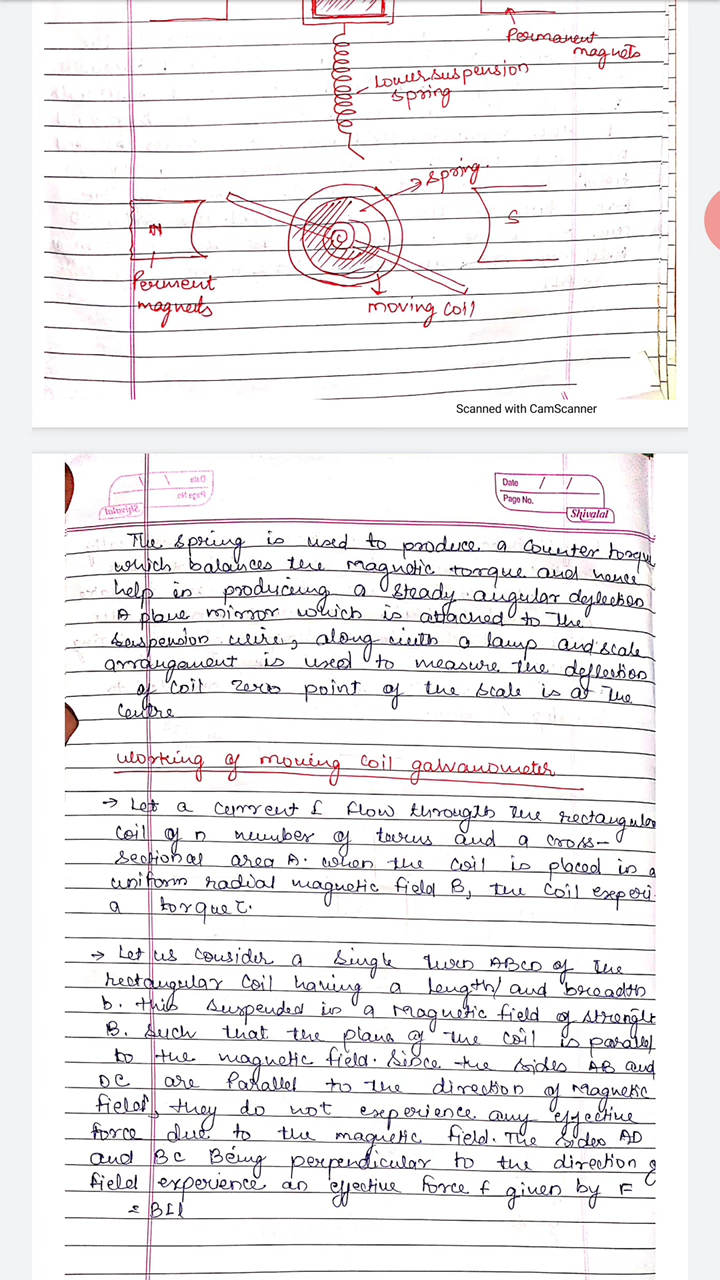 Permanent
magnets
Lower suspension
spring
spring
N
S
Perment
magnets
moving coil
Scanned with CamScanner
Date / /
Page No.
Shivalal
The spring is used to produce a counter torque
which balances the magnetic torque and hence
help in producing a steady angular deflection
A plane mirror which is attached to the
suspension wire, along with a lamp and scale
arrangement is used to measure the deflection
of coil zero point of the scale is at the
centre
working of moving coil galvanometer
→ Let a current I flow through the rectangular
coil of n number of turns and a cross-
sectional area A. when the coil is placed in a
uniform radial magnetic field B, the coil experi
a torque τ.
→ Let us consider a single turn ABCD of the
rectangular coil having a length l and breadth
b. this suspended in a magnetic field of strength
B. such that the plane of the coil is parallel
to the magnetic field. Since the sides AB and
DC are parallel to the direction of magnetic
field, they do not experience any effective
force due to the magnetic field. The sides AD
and BC Being perpendicular to the direction of
field experience an effective force f given by F
= BIl